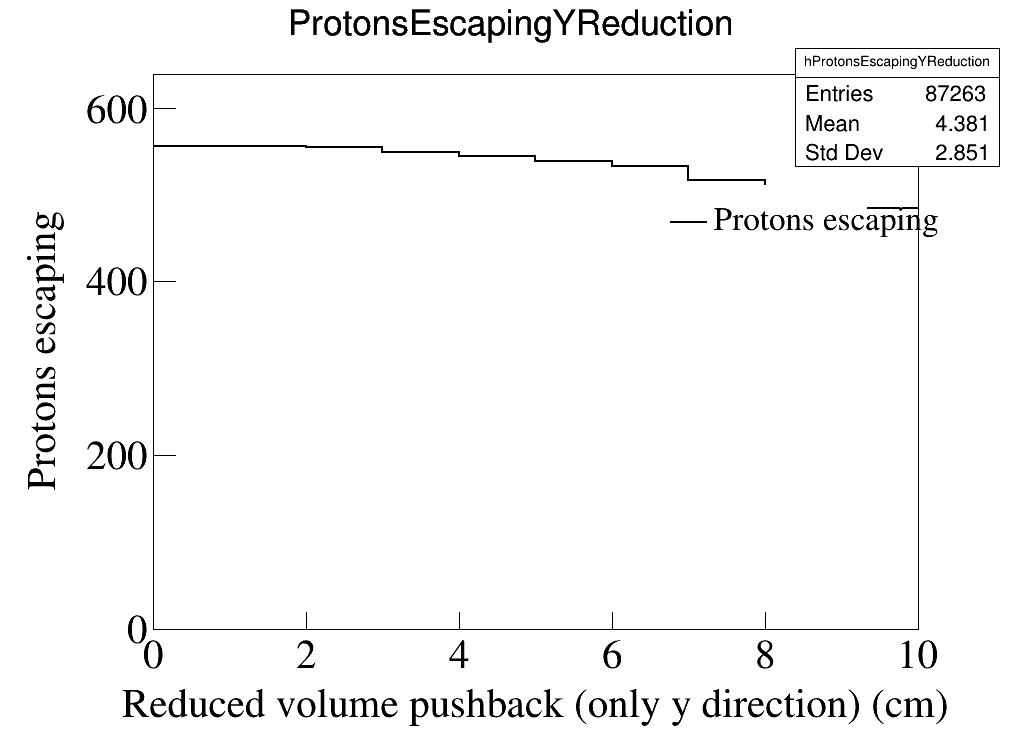 ProtonsEscapingYReduction
hProtonsEscapingYReduction
Entries 87263
Mean 4.381
Std Dev 2.851
600
400
200
0
Protons escaping
Protons escaping
0 2 4 6 8 10
Reduced volume pushback (only y direction) (cm)